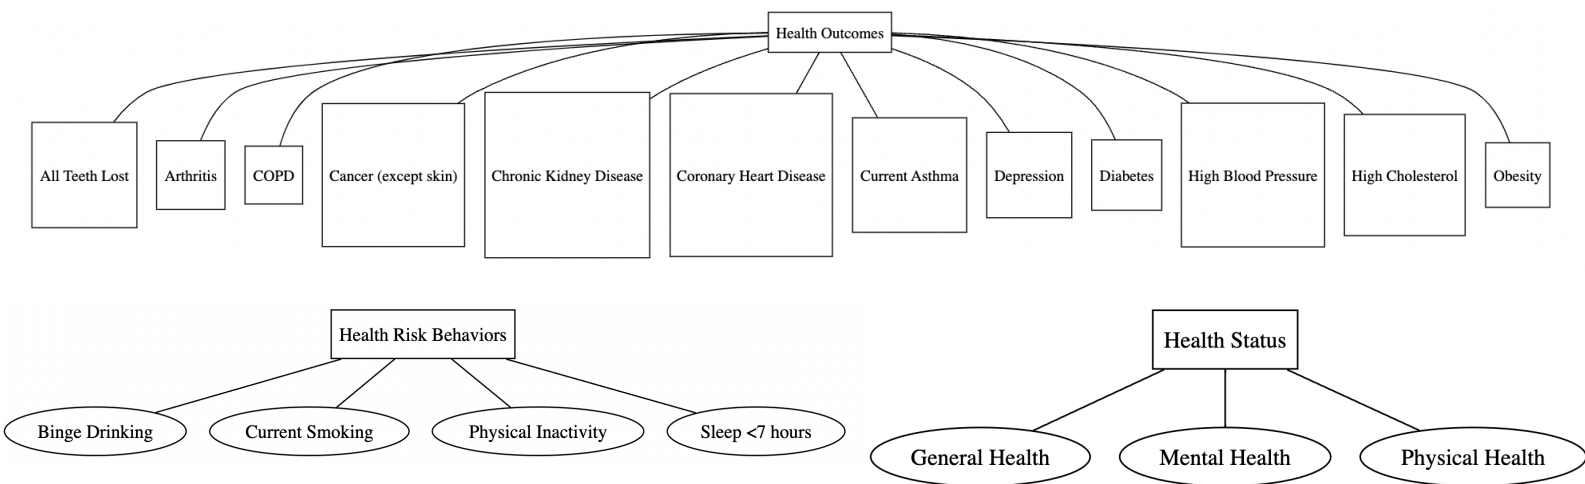 Health Outcomes
All Teeth Lost
Arthritis
COPD
Cancer (except skin)
Chronic Kidney Disease
Coronary Heart Disease
Current Asthma
Depression
Diabetes
High Blood Pressure
High Cholesterol
Obesity
Health Risk Behaviors
Binge Drinking
Current Smoking
Physical Inactivity
Sleep <7 hours
Health Status
General Health
Mental Health
Physical Health